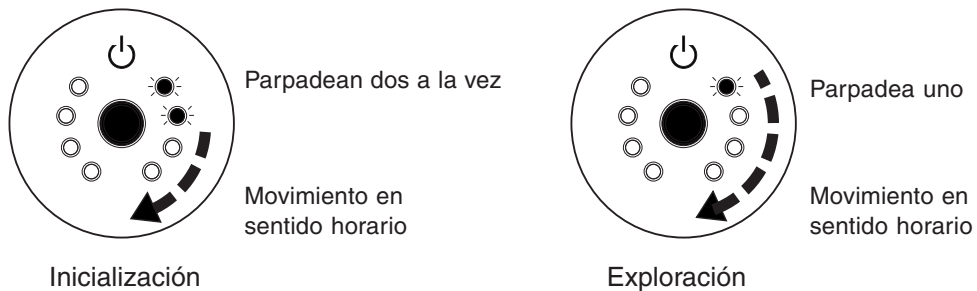 Parpadean dos a la vez
Movimiento en
sentido horario
Inicialización
Parpadea uno
Movimiento en
sentido horario
Exploración